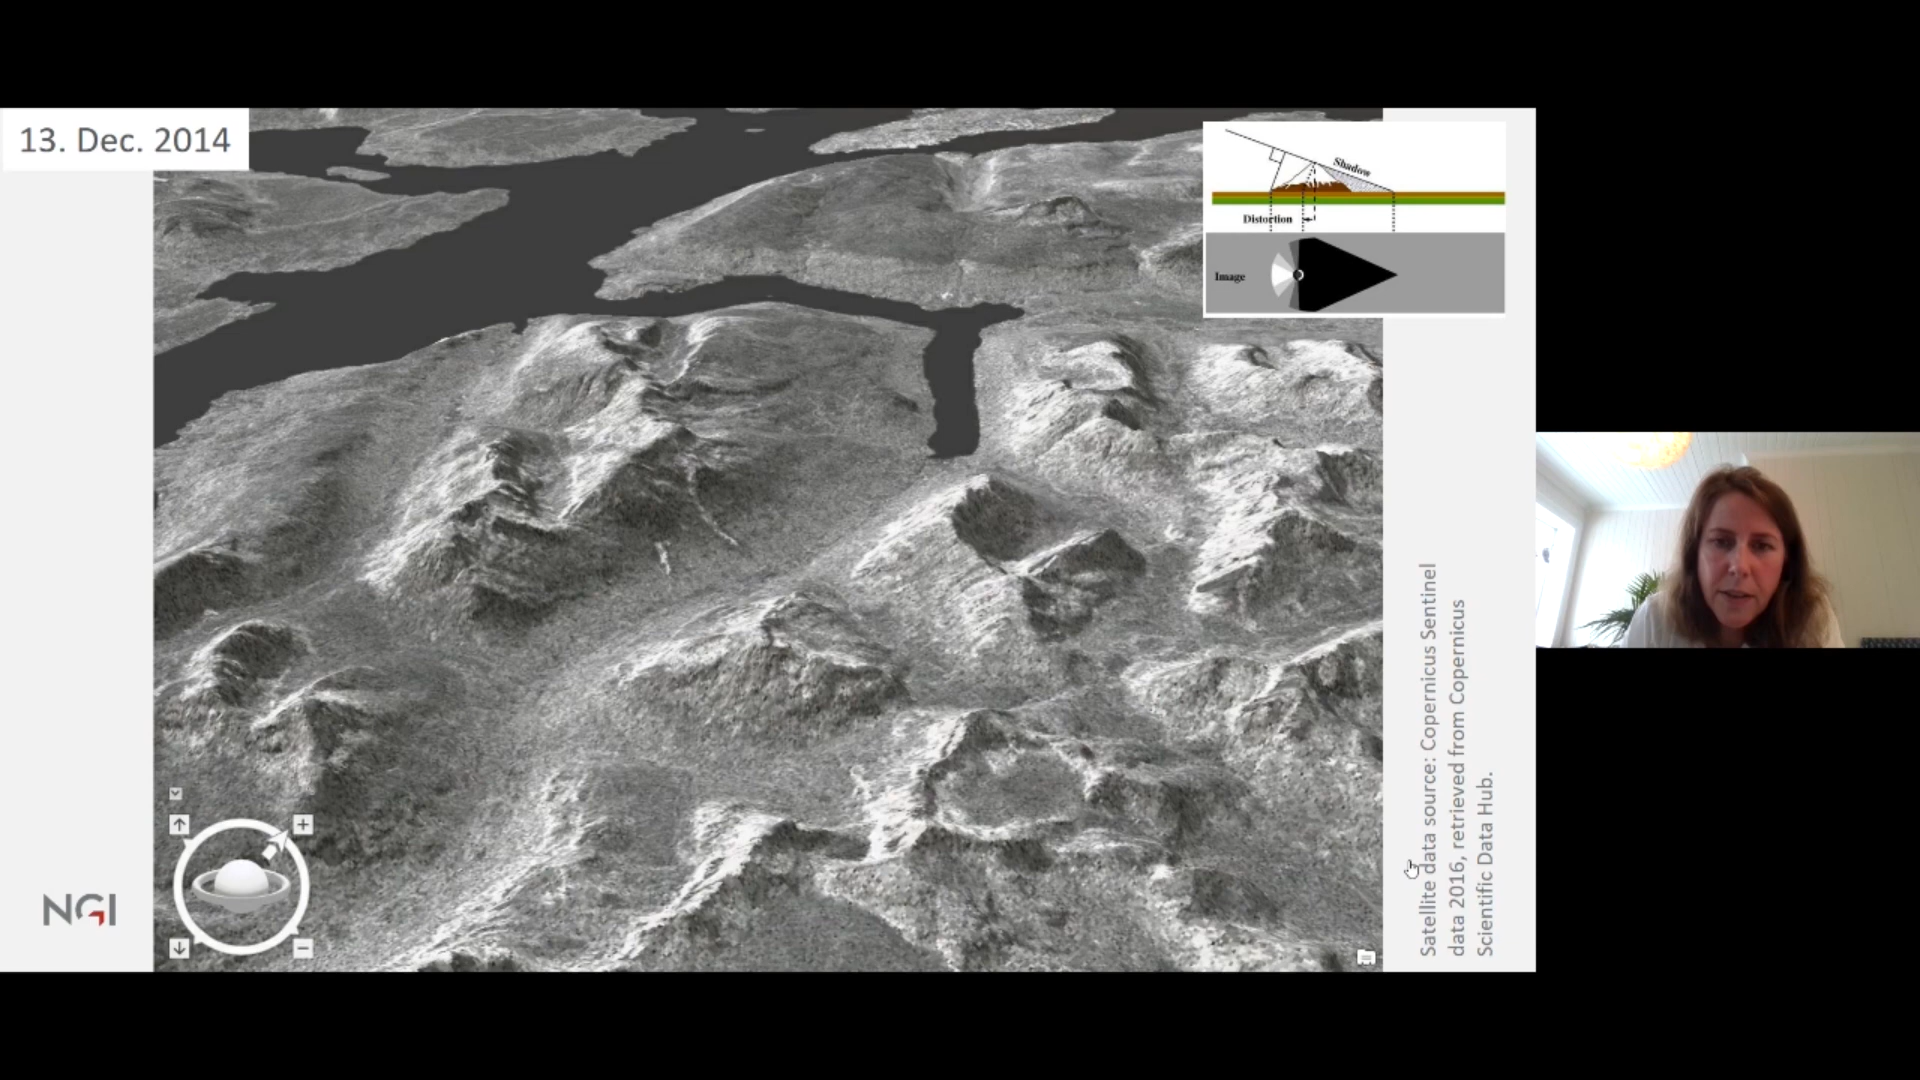 13. Dec. 2014
Shadow
Distortion
Image
Satellite data source: Copernicus Sentinel
data 2016, retrieved from Copernicus
Scientific Data Hub.
NGI